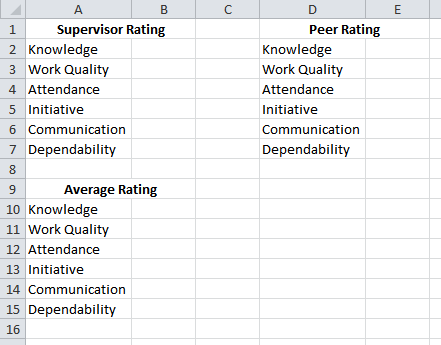 A B C D E
1 Supervisor Rating Peer Rating
2 Knowledge Knowledge
3 Work Quality Work Quality
4 Attendance Attendance
5 Initiative Initiative
6 Communication Communication
7 Dependability Dependability
8
9 Average Rating
10 Knowledge
11 Work Quality
12 Attendance
13 Initiative
14 Communication
15 Dependability
16